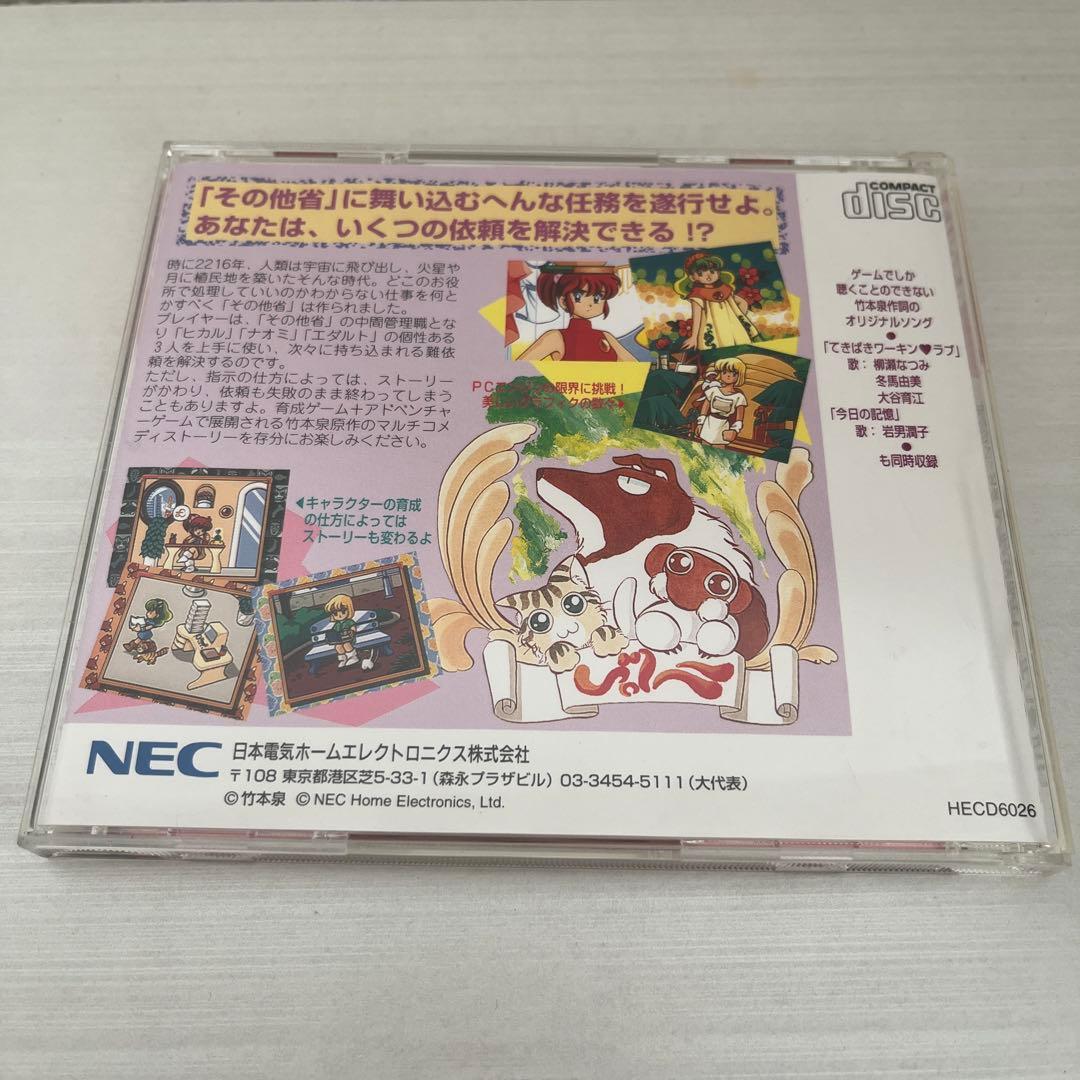 「その他省」に舞い込むへんな任務を遂行せよ。
あなたは、いくつの依頼を解決できる!?
時に2216年、人類は宇宙に飛び出し、火星や
月に植民地を築いたそんな時代。どこのお役
所で処理していいのかわからない仕事を何と
かすべく「その他省」は作られました。
プレイヤーは、「その他省」の中間管理職とな
り「ヒカル」「ナオミ」「エダルト」の個性ある
3人を上手に使い、次々に持ち込まれる難依
頼を解決するのです。
ただし、指示の仕方によっては、ストーリー
がかわり、依頼も失敗のまま終わってしまう
こともありますよ。育成ゲーム+アドベンチャ
ーゲームで展開される竹本泉原作のマルチコメ
ディストーリーを存分にお楽しみください。
の限界に挑戦!
◀キャラクターの育成
の仕方によっては
ストーリーも変わるよ
COMPACT
disc
ゲームでしか
聴くことのできない
竹本泉作詞の
オリジナルソング
●
「てきぱきワーキン♥ラブ」
歌:柳瀬なつみ
冬馬由美
大谷育江
「今日の記憶」
歌:岩男潤子
●
も同時収録
NEC 日本電気ホームエレクトロニクス株式会社
〒108 東京都港区芝5-33-1(森永プラザビル) 03-3454-5111(大代表)
©竹本泉 © NEC Home Electronics, Ltd.
HECD6026